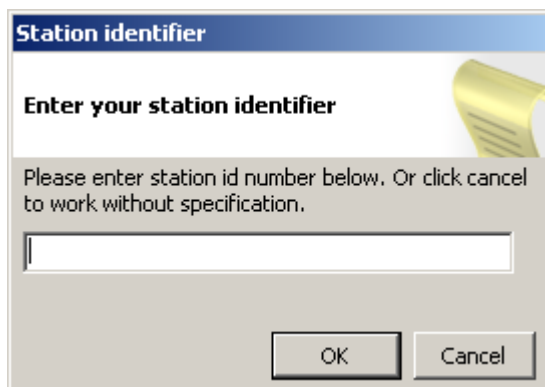 Station identifier
Enter your station identifier
Please enter station id number below. Or click cancel
to work without specification.
OK
Cancel